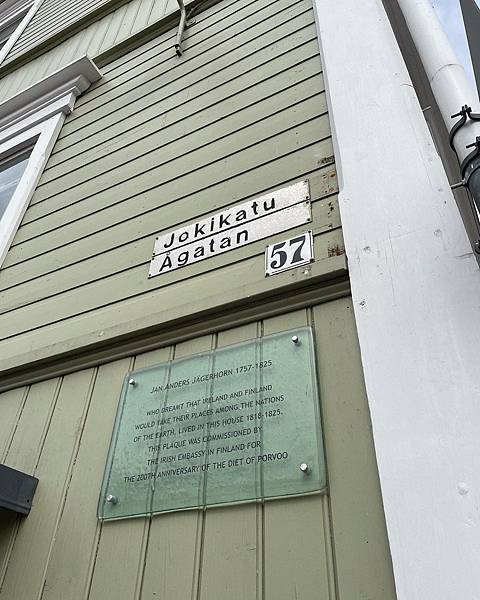 Jokikatu
Ågatan
57
JAN ANDERS JÄGERHORN 1757-1825
WHO DREAMT THAT IRELAND AND FINLAND
WOULD TAKE THEIR PLACES AMONG THE NATIONS
OF THE EARTH, LIVED IN THIS HOUSE 1818-1825.
THIS PLAQUE WAS COMMISSIONED BY
THE IRISH EMBASSY IN FINLAND FOR
THE 200TH ANNIVERSARY OF THE DIET OF PORVOO